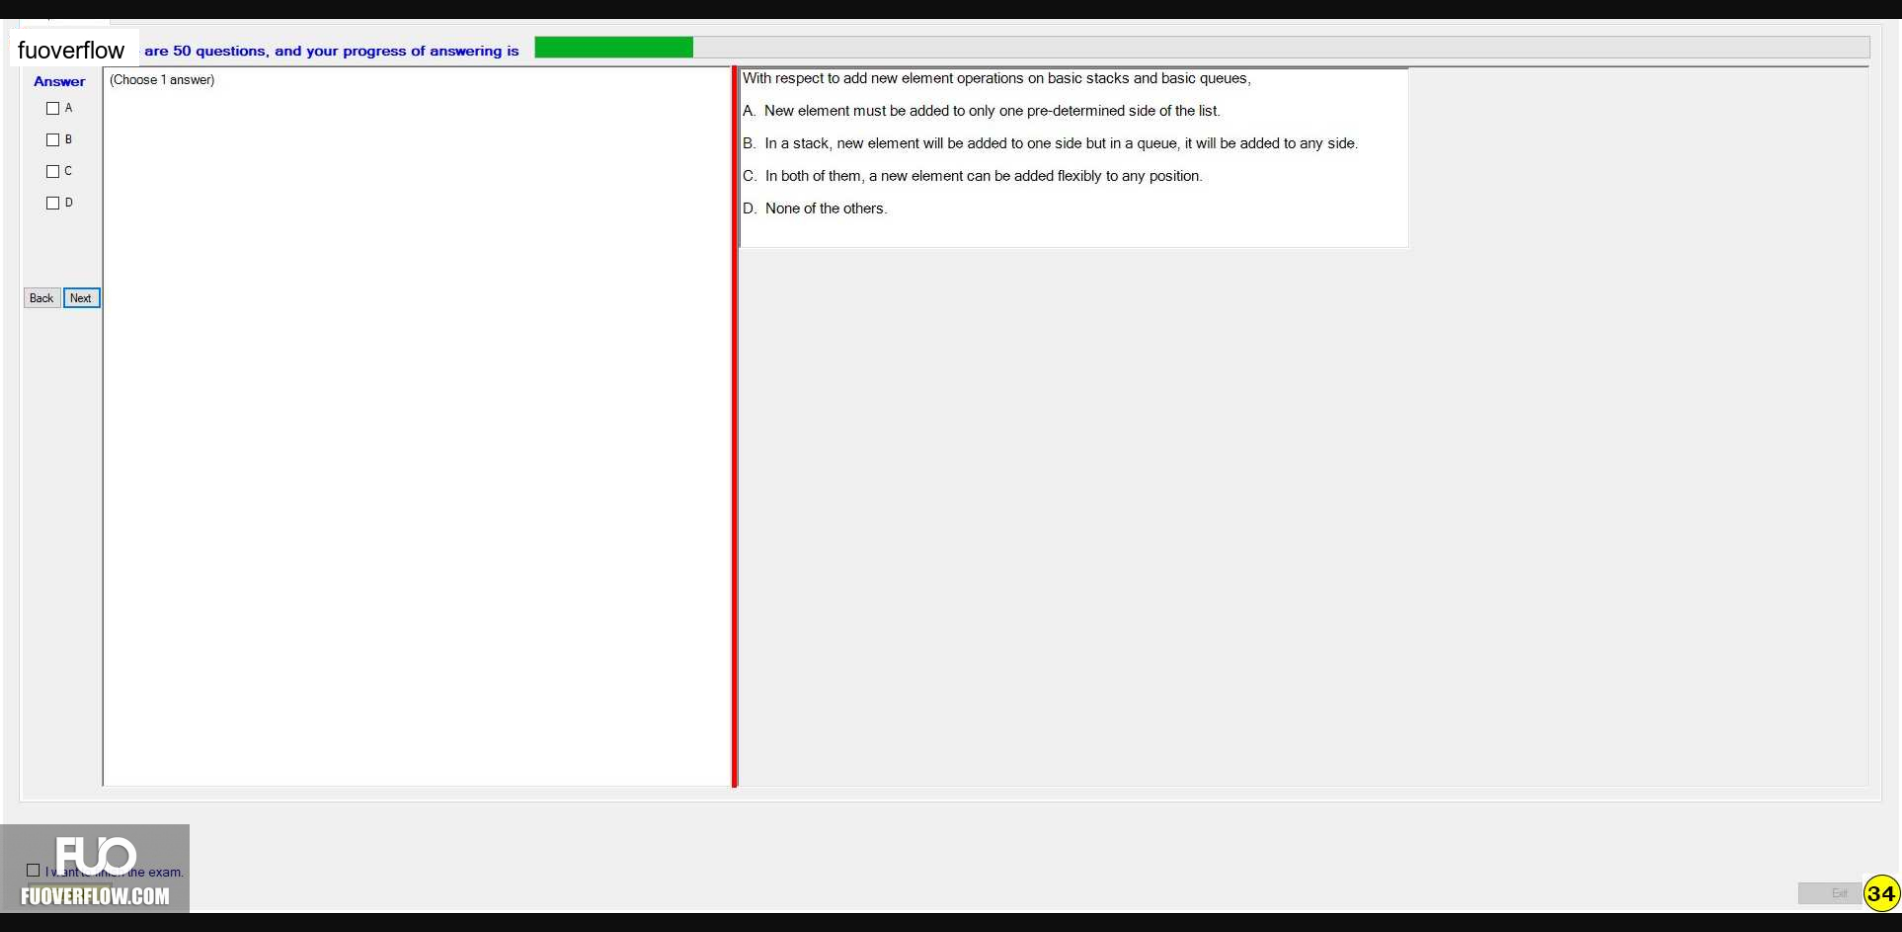 fuoverflow are 50 questions, and your progress of answering is
Answer
A
B
C
D
Back Next
(Choose 1 answer)
With respect to add new element operations on basic stacks and basic queues,
A. New element must be added to only one pre-determined side of the list.
B. In a stack, new element will be added to one side but in a queue, it will be added to any side.
C. In both of them, a new element can be added flexibly to any position.
D. None of the others.
FUO
I want to finish the exam.
FUOVERFLOW.COM
Exit
34